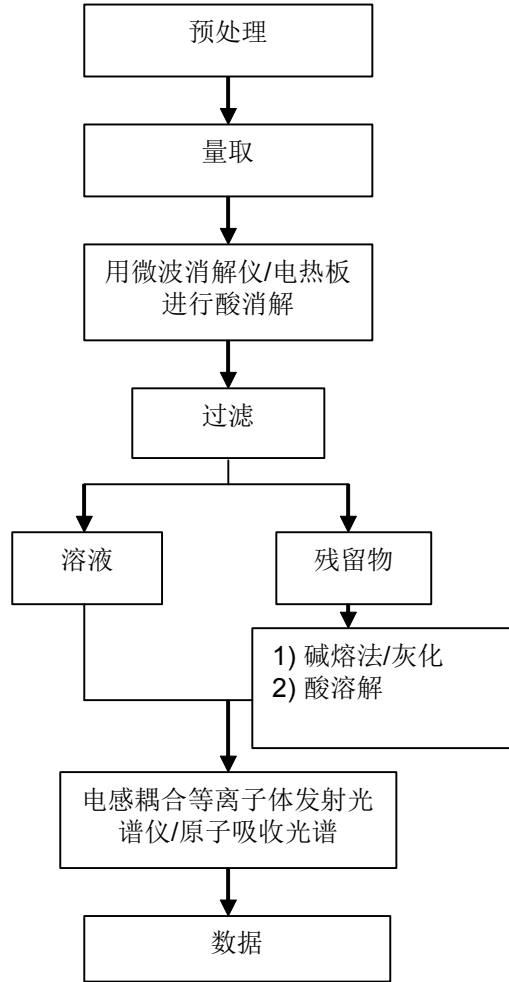 预处理
量取
用微波消解仪/电热板
进行酸消解
过滤
溶液
残留物
1) 碱熔法/灰化
2) 酸溶解
电感耦合等离子体发射光
谱仪/原子吸收光谱
数据